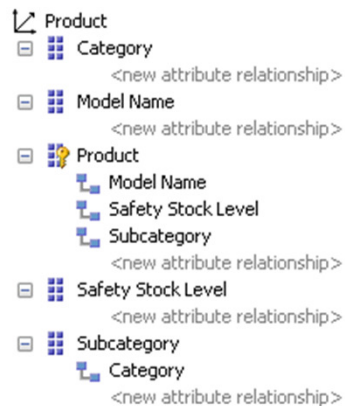 Product
Category
<new attribute relationship>
Model Name
<new attribute relationship>
Product
Model Name
Safety Stock Level
Subcategory
<new attribute relationship>
Safety Stock Level
<new attribute relationship>
Subcategory
Category
<new attribute relationship>